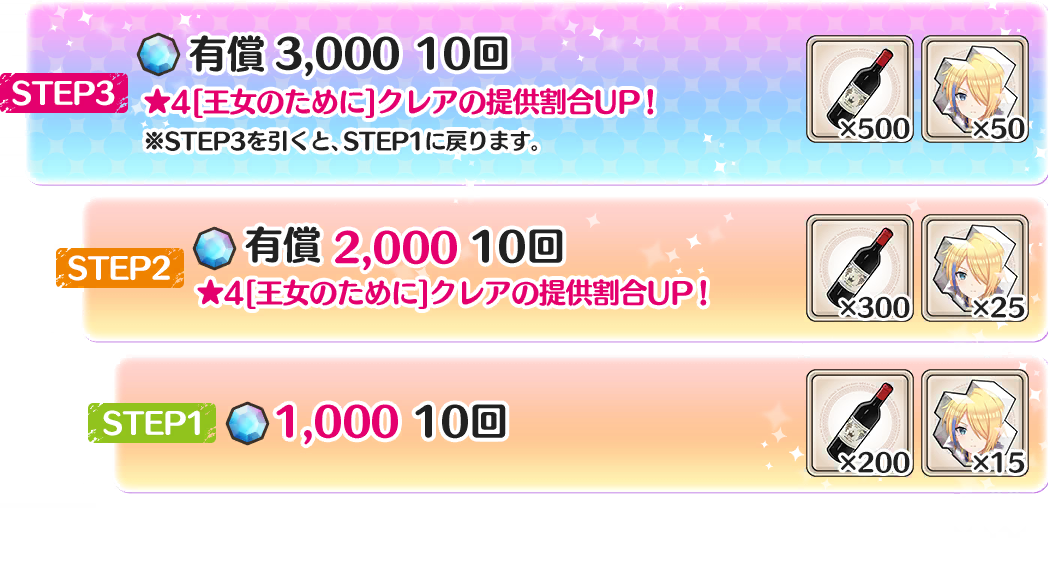 STEP3
有償 3,000 10回
★4[王女のために]クレアの提供割合UP!
※STEP3を引くと、STEP1に戻ります。
×500
×50
STEP2
有償 2,000 10回
★4[王女のために]クレアの提供割合UP!
×300
×25
STEP1
1,000 10回
×200
×15